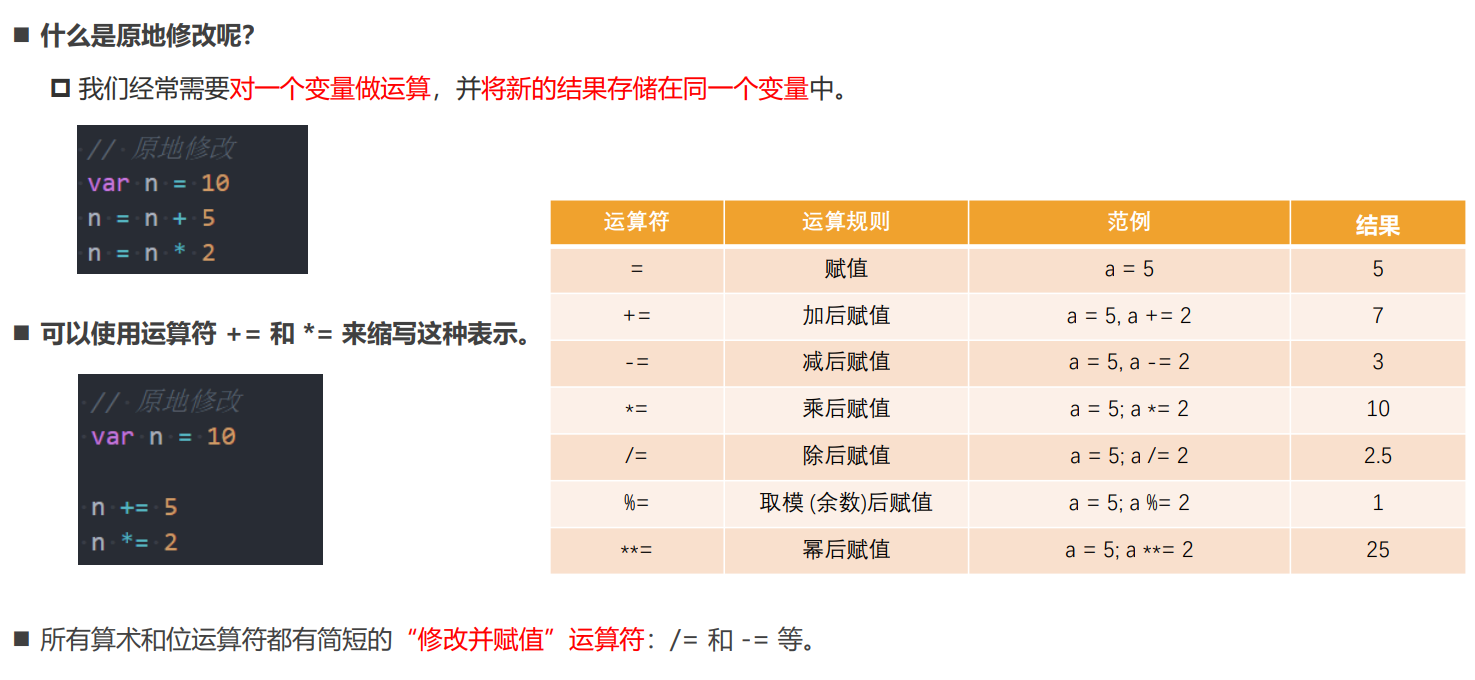 什么是原地修改呢？
我们经常需要对一个变量做运算，并将新的结果存储在同一个变量中。
// 原地修改
var n = 10
n = n + 5
n = n * 2
可以使用运算符 += 和 *= 来缩写这种表示。
// 原地修改
var n = 10
n += 5
n *= 2
运算符 运算规则 范例 结果
= 赋值 a = 5 5
+= 加后赋值 a = 5, a += 2 7
-= 减后赋值 a = 5, a -= 2 3
*= 乘后赋值 a = 5; a *= 2 10
/= 除后赋值 a = 5; a /= 2 2.5
%= 取模 (余数)后赋值 a = 5; a %= 2 1
**= 幂后赋值 a = 5; a **= 2 25
所有算术和位运算符都有简短的“修改并赋值”运算符：/= 和 -= 等。